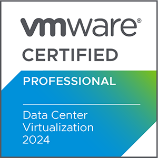 vmware®
CERTIFIED
PROFESSIONAL
Data Center
Virtualization
2024